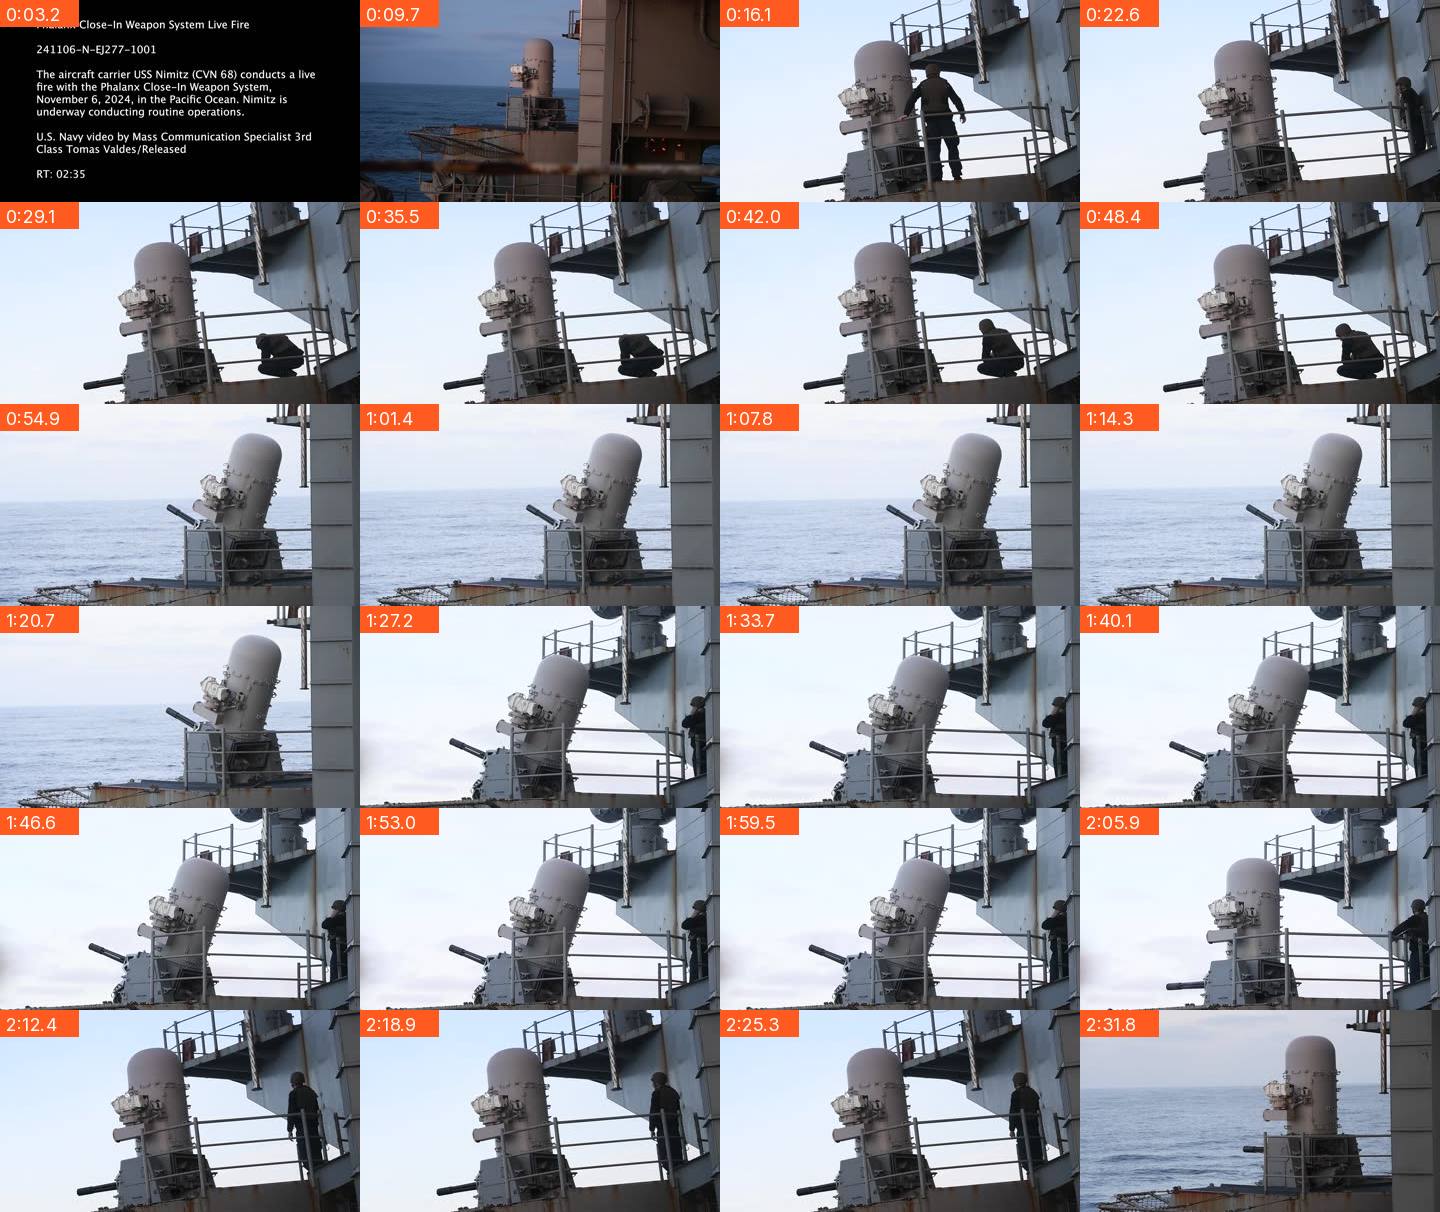 0:03.2
0:09.7
0:16.1
0:22.6
Phalanx Close-In Weapon System Live Fire
241106-N-EJ277-1001
The aircraft carrier USS Nimitz (CVN 68) conducts a live
fire with the Phalanx Close-In Weapon System,
November 6, 2024, in the Pacific Ocean. Nimitz is
underway conducting routine operations.
U.S. Navy video by Mass Communication Specialist 3rd
Class Tomas Valdes/Released
RT: 02:35
0:29.1
0:35.5
0:42.0
0:48.4
0:54.9
1:01.4
1:07.8
1:14.3
1:20.7
1:27.2
1:33.7
1:40.1
1:46.6
1:53.0
1:59.5
2:05.9
2:12.4
2:18.9
2:25.3
2:31.8